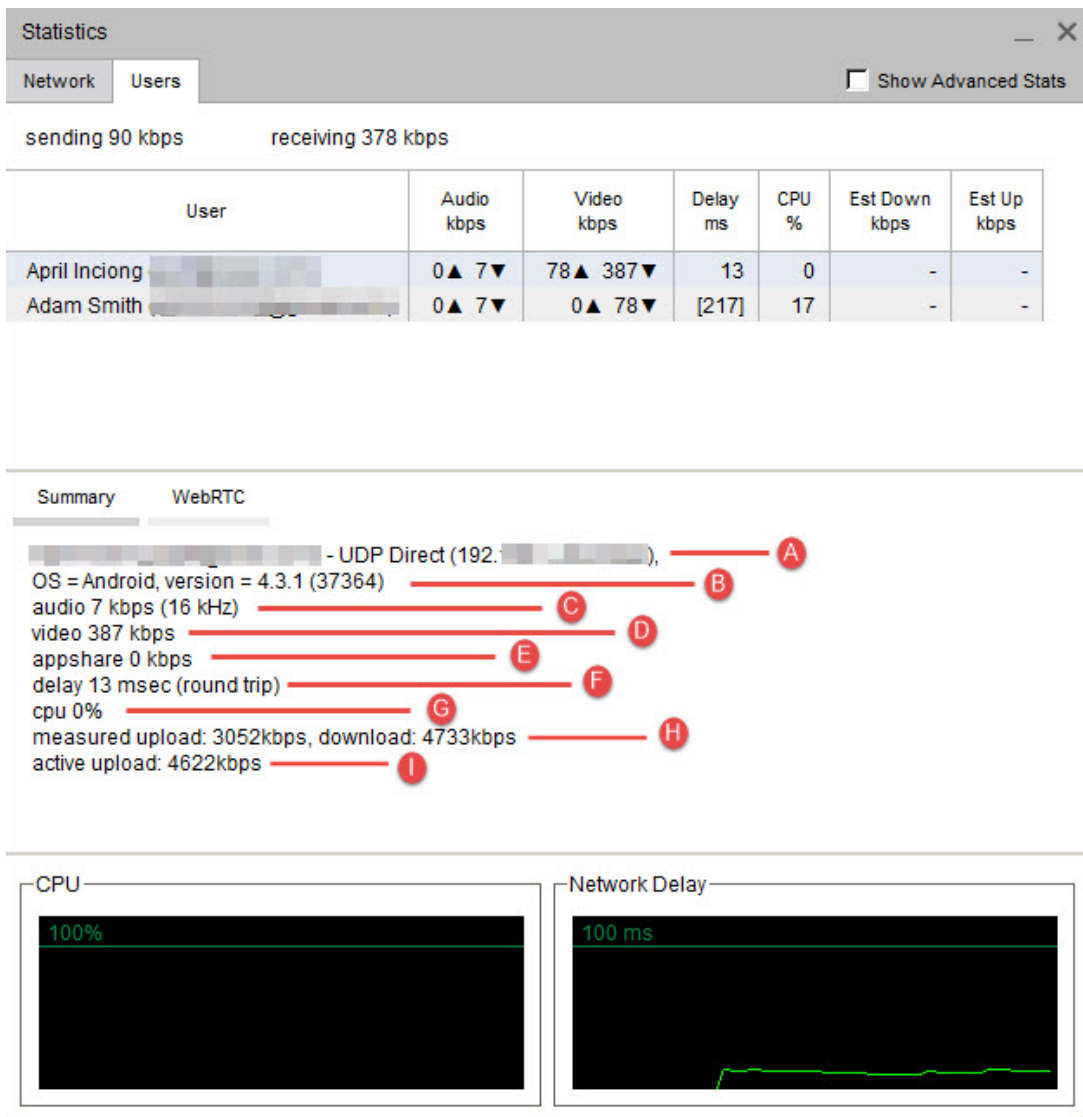 Statistics
Network Users Show Advanced Stats
sending 90 kbps receiving 378 kbps
User Audio kbps Video kbps Delay ms CPU % Est Down kbps Est Up kbps
April Inciong 0▲ 7▼ 78▲ 387▼ 13 0 - -
Adam Smith 0▲ 7▼ 0▲ 78▼ [217] 17 - -
Summary WebRTC
- UDP Direct (192. ), A
OS = Android, version = 4.3.1 (37364) B
audio 7 kbps (16 kHz) C
video 387 kbps D
appshare 0 kbps E
delay 13 msec (round trip) F
cpu 0% G
measured upload: 3052kbps, download: 4733kbps H
active upload: 4622kbps I
CPU Network Delay
100% 100 ms